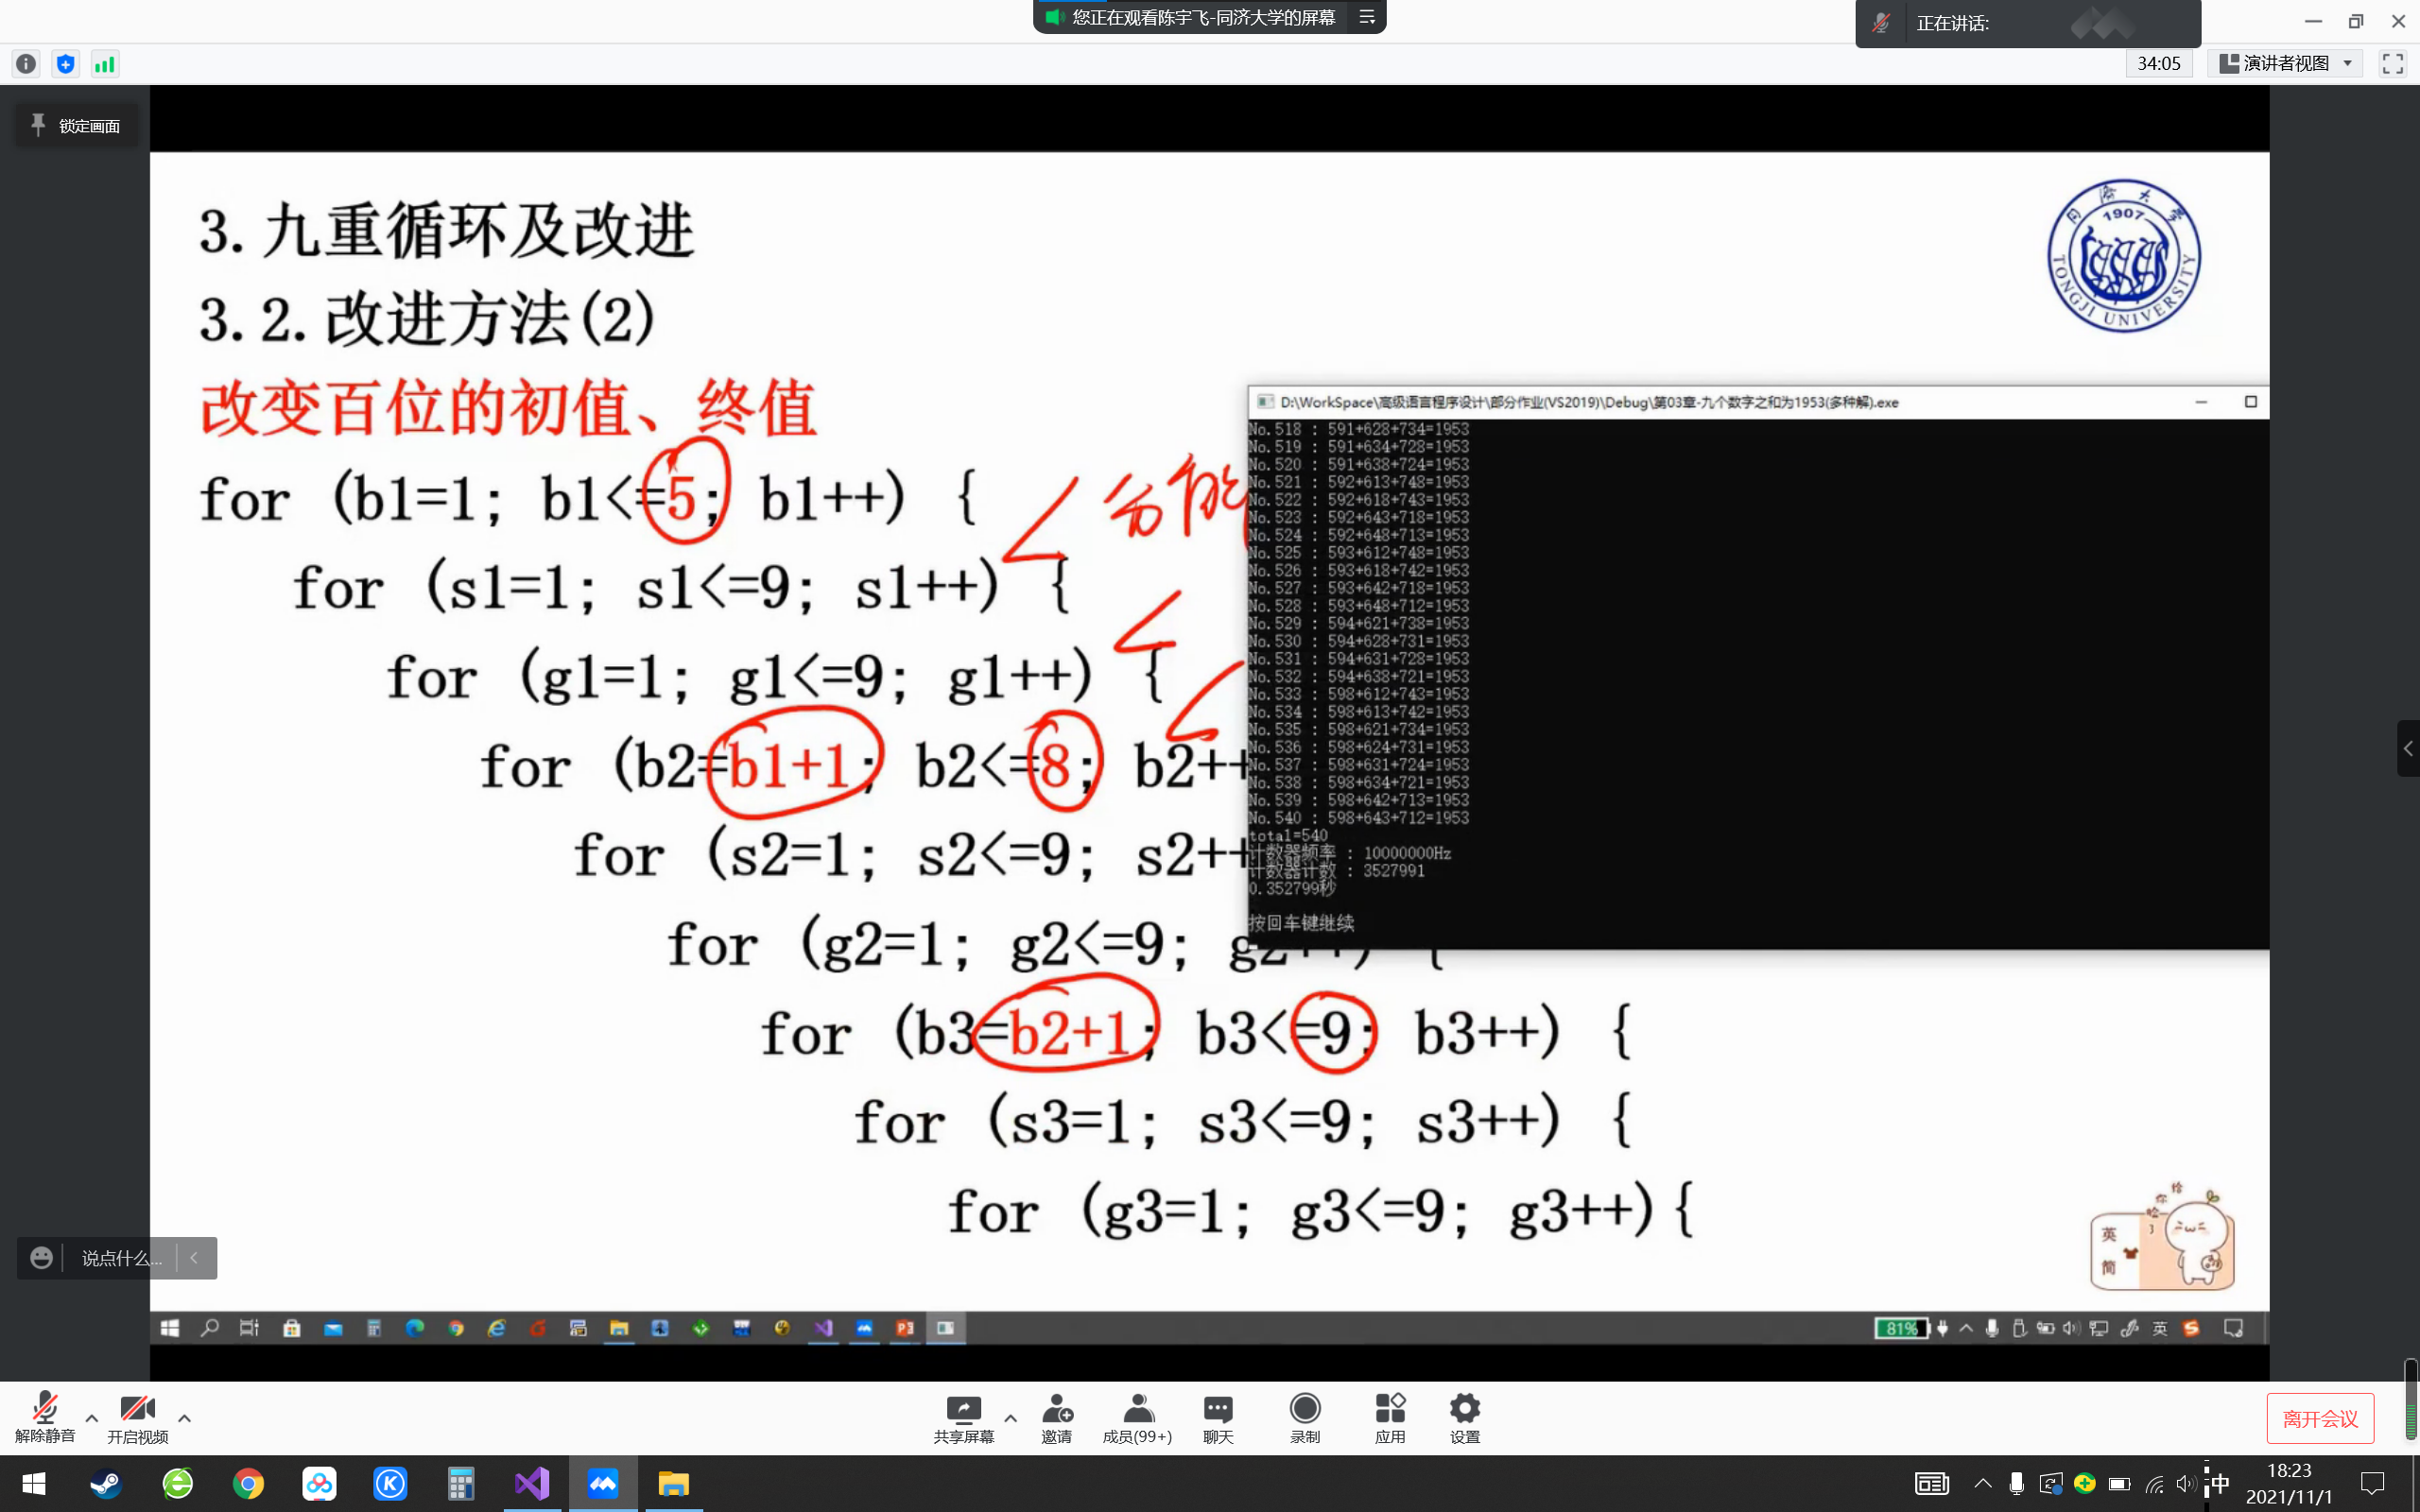 您正在观看陈宇飞-同济大学的屏幕
正在讲话:
34:05
演讲者视图
锁定画面
3.九重循环及改进
3.2.改进方法(2)
改变百位的初值、终值
for (b1=1; b1<=5; b1++) {
for (s1=1; s1<=9; s1++) {
for (g1=1; g1<=9; g1++) {
for (b2=b1+1; b2<=8; b2++
for (s2=1; s2<=9; s2++
for (g2=1; g2<=9; g2++) {
for (b3=b2+1; b3<=9; b3++) {
for (s3=1; s3<=9; s3++) {
for (g3=1; g3<=9; g3++){
1907
TONGJI UNIVERSITY
D:\WorkSpace\高级语言程序设计\部分作业(VS2019)\Debug\第03章-九个数字之和为1953(多种解).exe
No.518 : 591+628+734=1953
No.519 : 591+634+728=1953
No.520 : 591+638+724=1953
No.521 : 592+613+748=1953
No.522 : 592+618+743=1953
No.523 : 592+643+718=1953
No.524 : 592+648+713=1953
No.525 : 593+612+748=1953
No.526 : 593+618+742=1953
No.527 : 593+642+718=1953
No.528 : 593+648+712=1953
No.529 : 594+621+738=1953
No.530 : 594+628+731=1953
No.531 : 594+631+728=1953
No.532 : 594+638+721=1953
No.533 : 598+612+743=1953
No.534 : 598+613+742=1953
No.535 : 598+621+734=1953
No.536 : 598+624+731=1953
No.537 : 598+631+724=1953
No.538 : 598+634+721=1953
No.539 : 598+642+713=1953
No.540 : 598+643+712=1953
total=540
计数器频率 : 10000000Hz
计数器计数 : 3527991
0.352799秒
按回车键继续
英
简
说点什么...
81%
英
解除静音
开启视频
共享屏幕
邀请
成员(99+)
聊天
录制
应用
设置
离开会议
中
18:23
2021/11/1